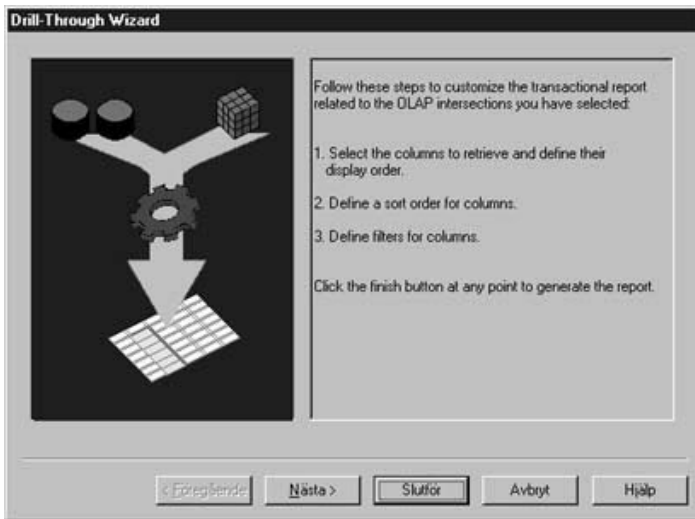 Drill-Through Wizard
Follow these steps to customize the transactional report
related to the OLAP intersections you have selected:
1. Select the columns to retrieve and define their
display order.
2. Define a sort order for columns.
3. Define filters for columns.
Click the finish button at any point to generate the report.
< Föregående
Nästa >
Slutför
Avbryt
Hjälp